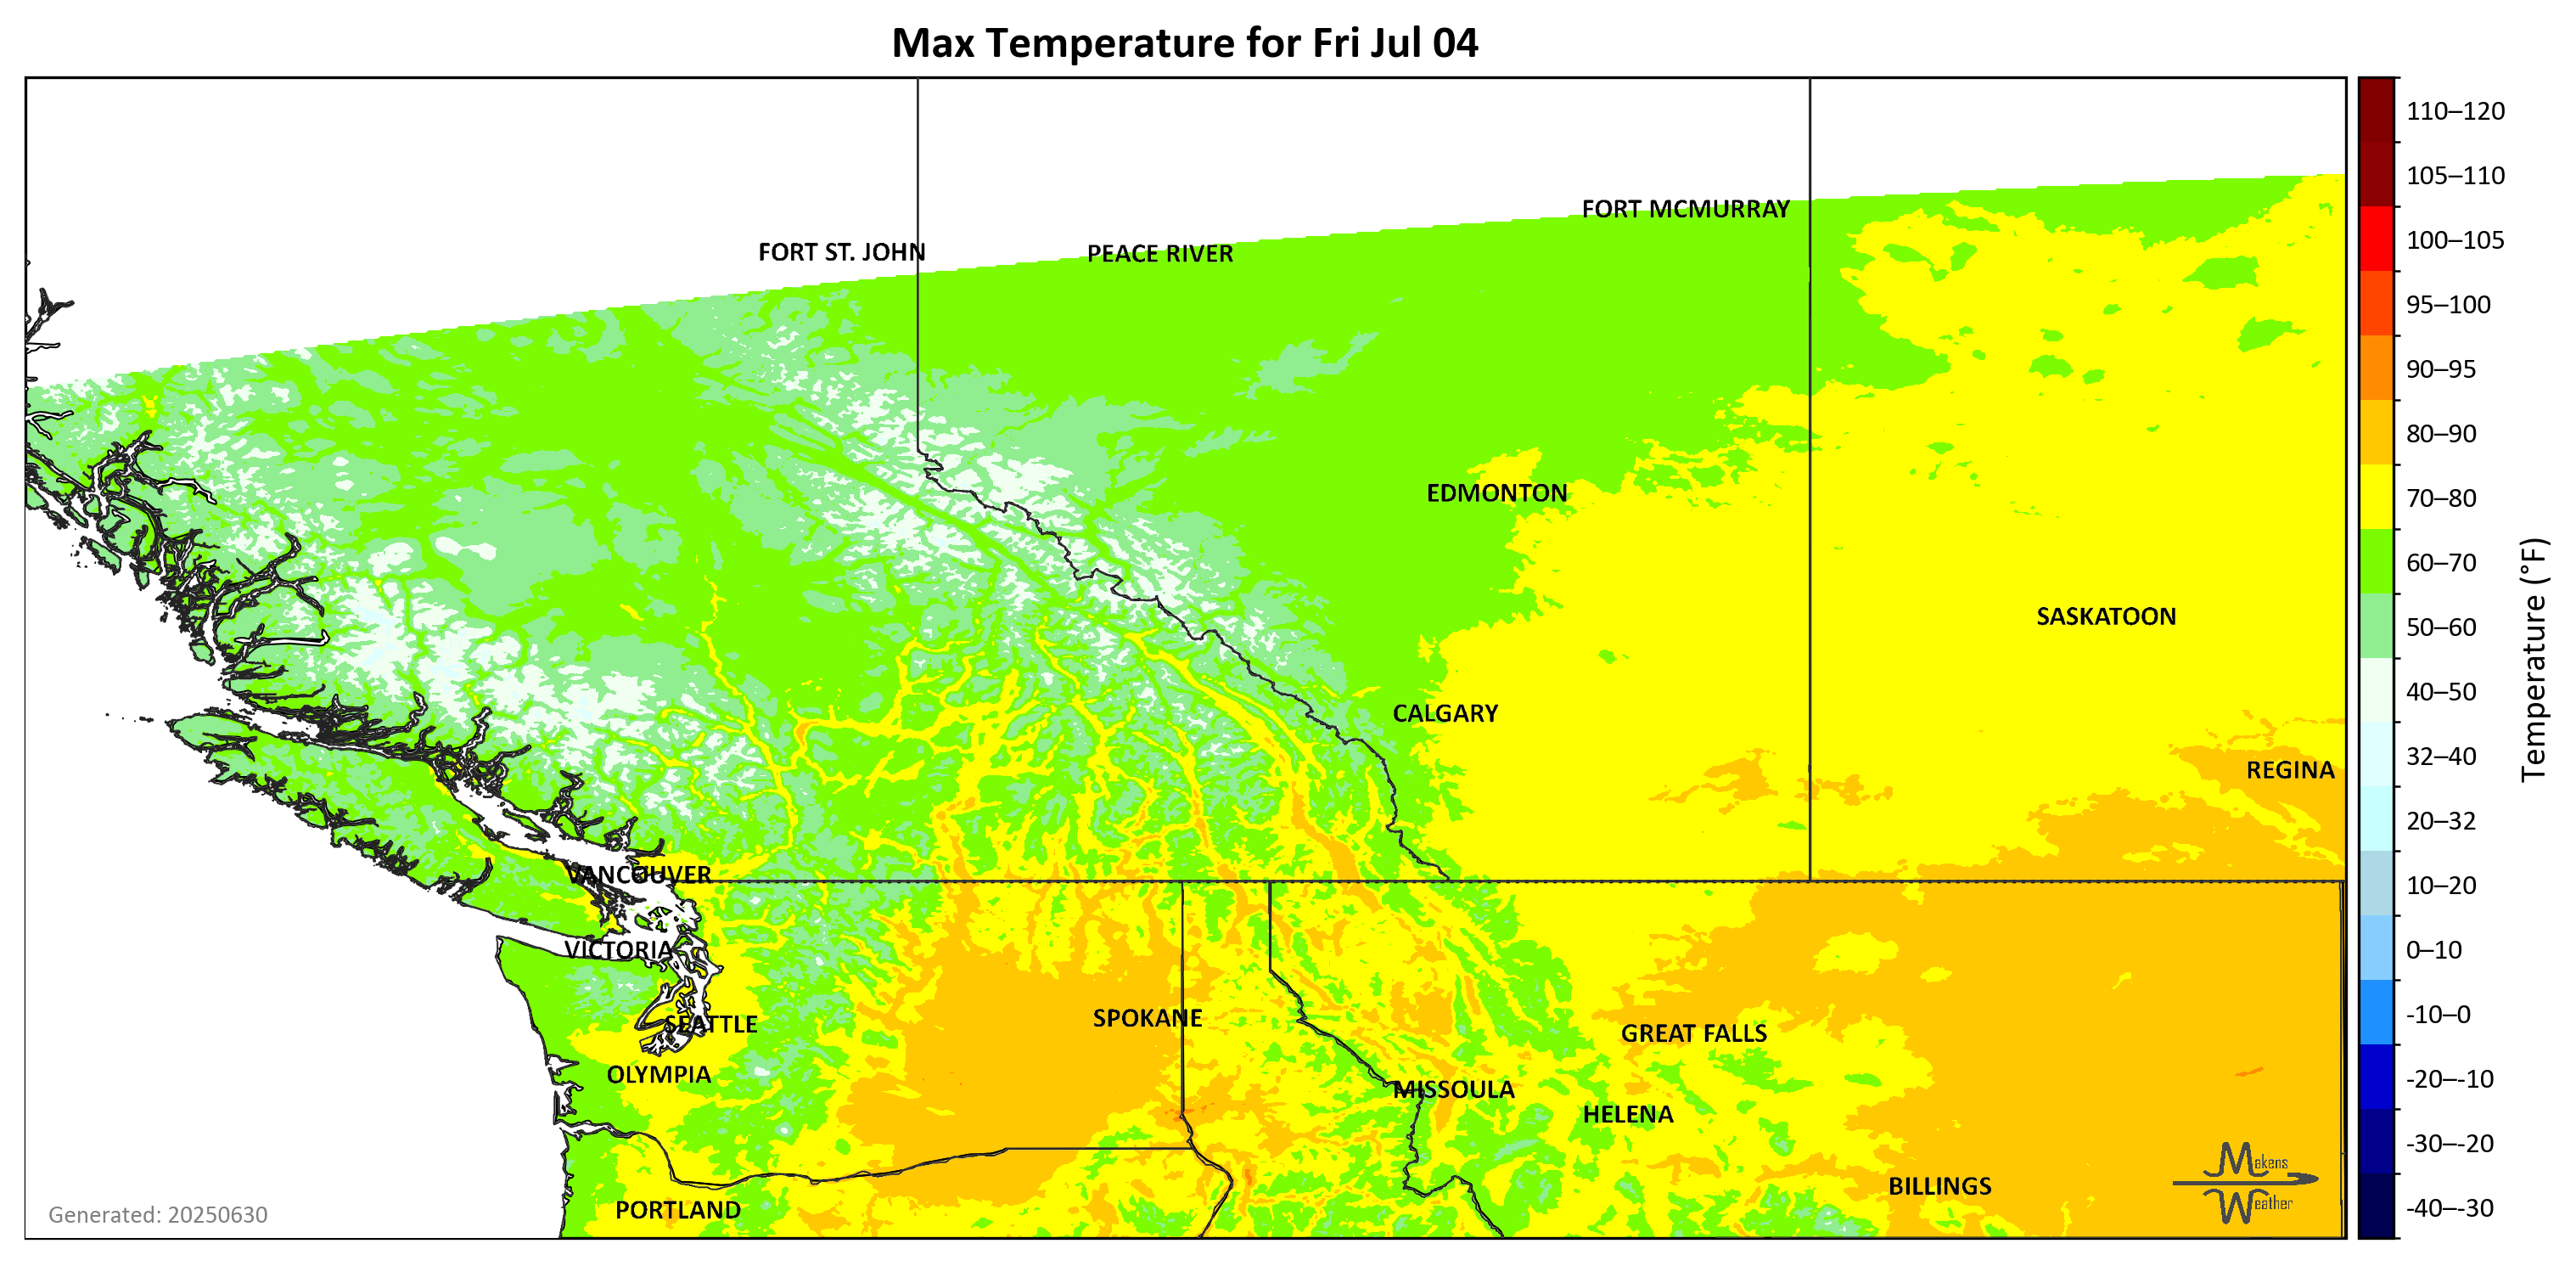 Max Temperature for Fri Jul 04
110–120
105–110
FORT MCMURRAY
100–105
FORT ST. JOHN
PEACE RIVER
95–100
90–95
80–90
EDMONTON
70–80
60–70
SASKATOON
50–60
Temperature (°F)
40–50
CALGARY
32–40
REGINA
20–32
VANCOUVER
10–20
VICTORIA
0–10
SEATTLE
SPOKANE
-10–0
GREAT FALLS
OLYMPIA
-20–-10
MISSOULA
HELENA
-30–-20
Makens
Weather
BILLINGS
-40–-30
PORTLAND
Generated: 20250630